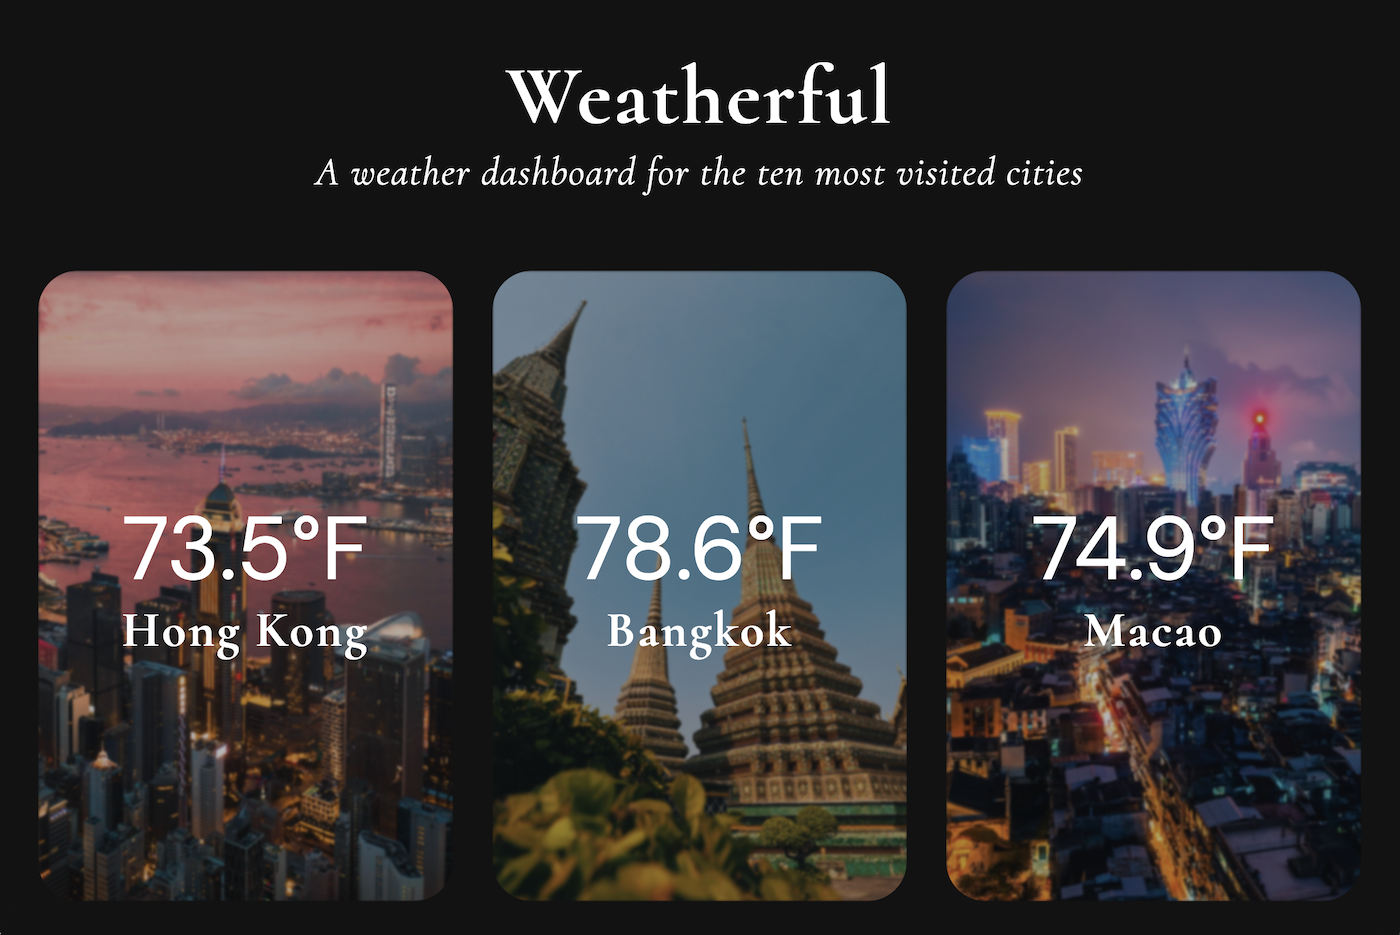 Weatherful
A weather dashboard for the ten most visited cities
73.5°F
Hong Kong
78.6°F
Bangkok
74.9°F
Macao